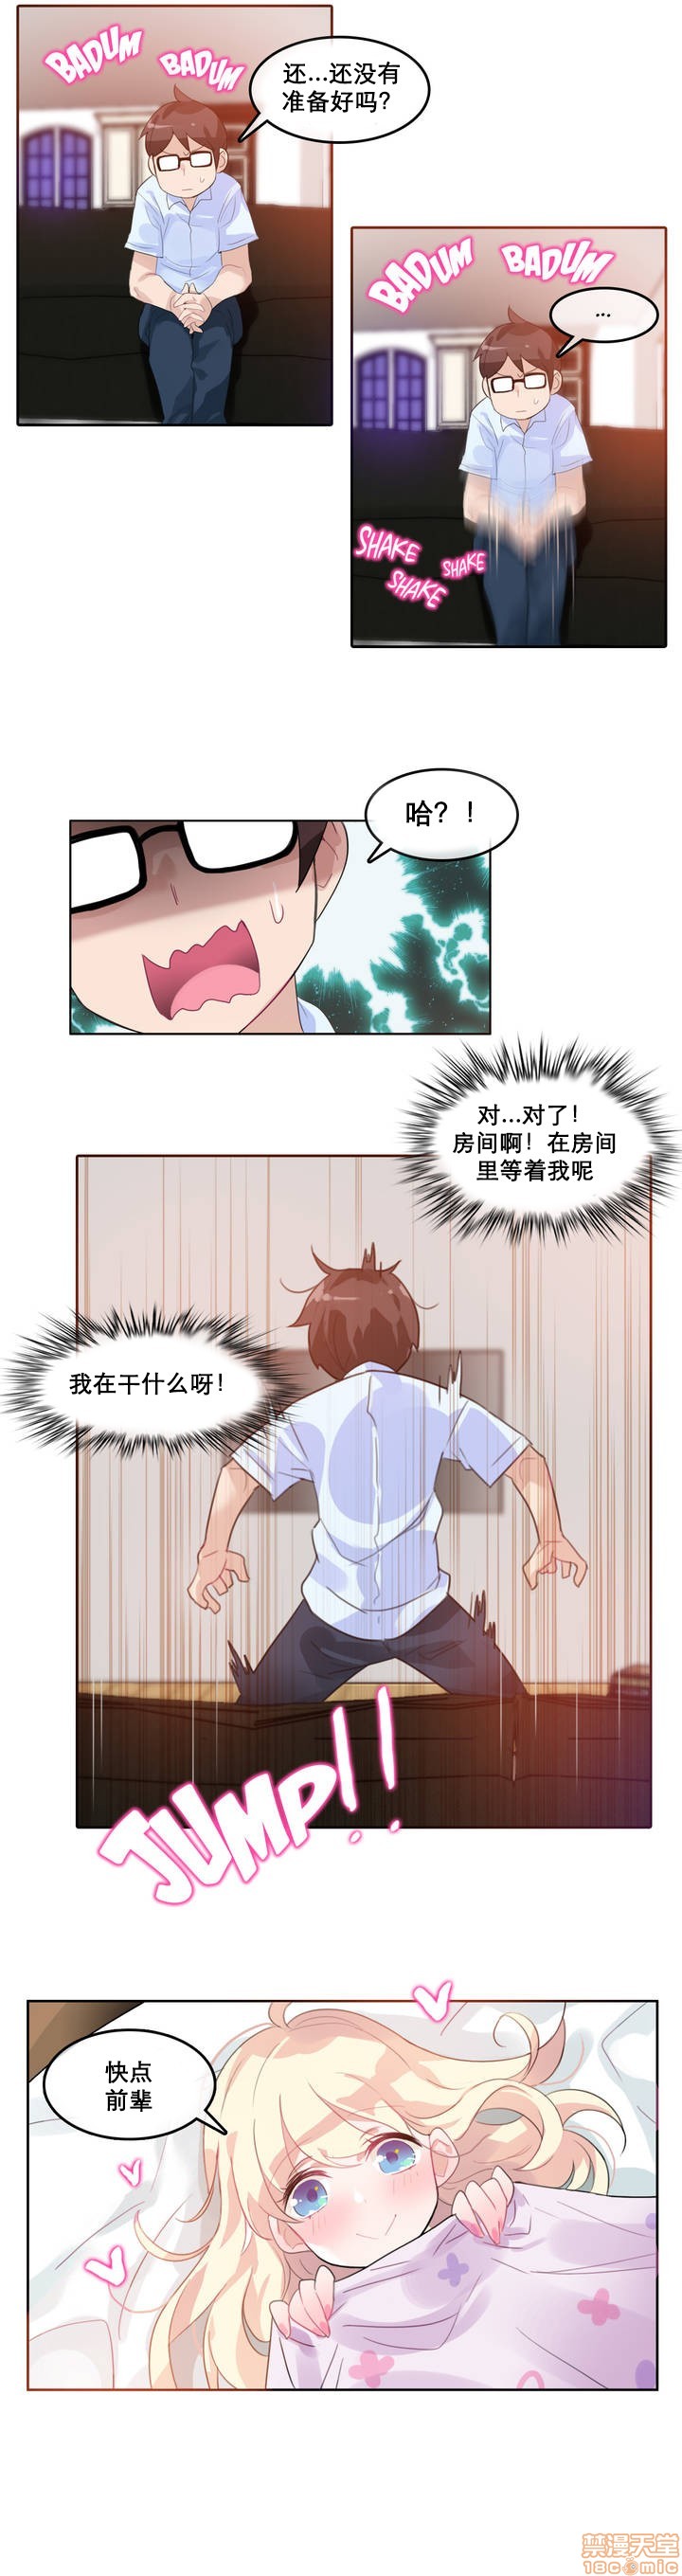 BADUM
BADUM
还...还没有
准备好吗？
BADUM
BADUM
...
SHAKE
SHAKE
SHAKE
哈？！
对...对了！
房间啊！在房间
里等着我呢
我在干什么呀！
JUMP!!
快点
前辈
禁漫天堂
18comic